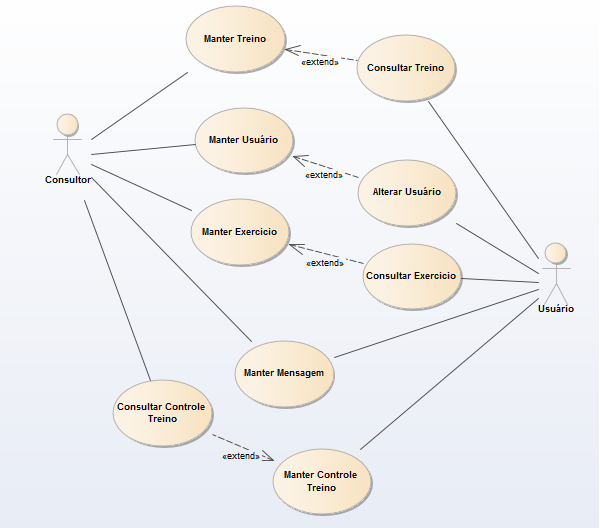 Manter Treino
«extend»
Consultar Treino
Manter Usuário
Consultor
«extend»
Alterar Usuário
Manter Exercicio
«extend»
Consultar Exercicio
Usuário
Manter Mensagem
Consultar Controle
Treino
«extend»
Manter Controle
Treino